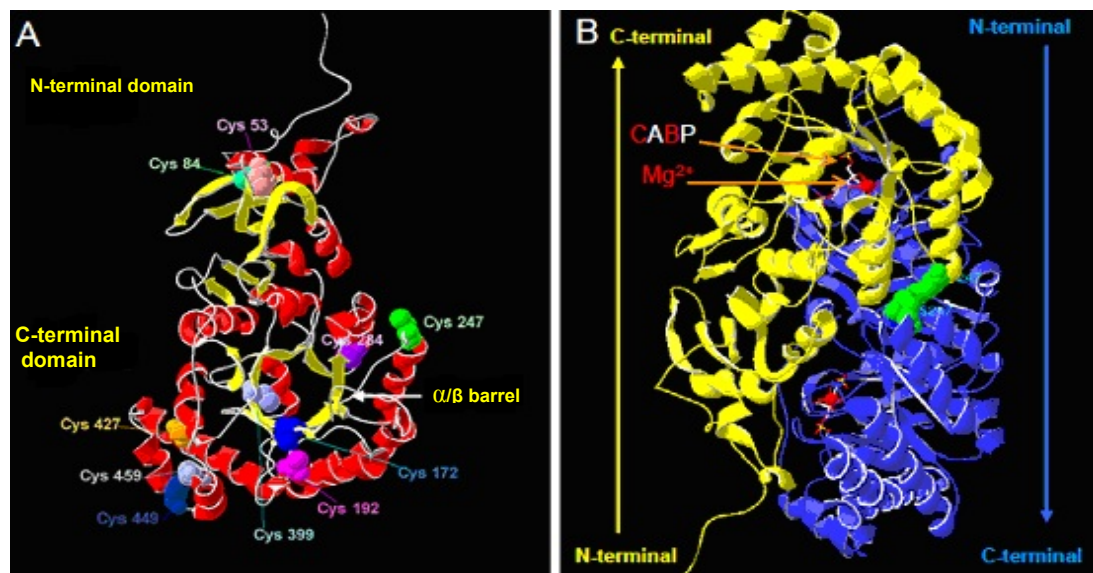 A
N-terminal domain
Cys 53
Cys 84
C-terminal
domain
Cys 247
Cys 284
α/β barrel
Cys 427
Cys 459
Cys 172
Cys 449
Cys 192
Cys 399
B
C-terminal
N-terminal
CABP
Mg²⁺
N-terminal
C-terminal